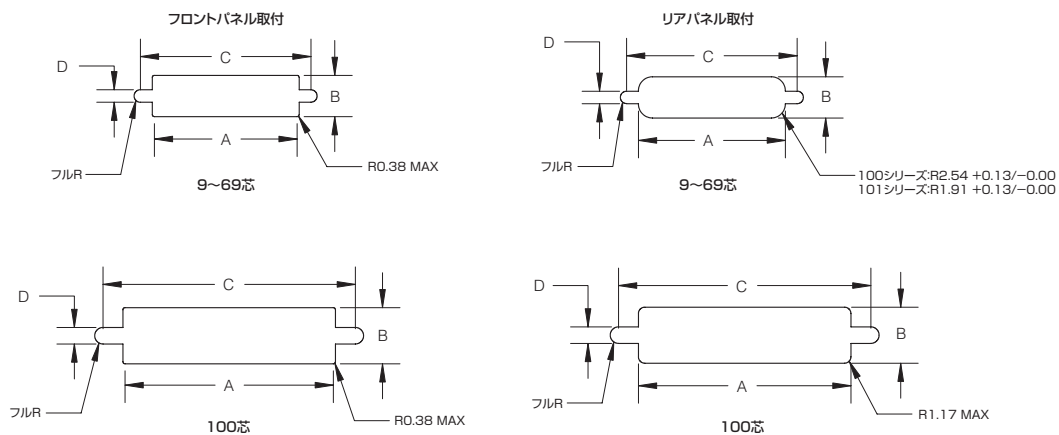 フロントパネル取付
D
C
B
A
フルR
R0.38 MAX
9~69芯
リアパネル取付
D
C
B
A
フルR
100シリーズ:R2.54 +0.13/−0.00
101シリーズ:R1.91 +0.13/−0.00
9~69芯
D
C
B
A
フルR
R0.38 MAX
100芯
D
C
B
A
フルR
R1.17 MAX
100芯